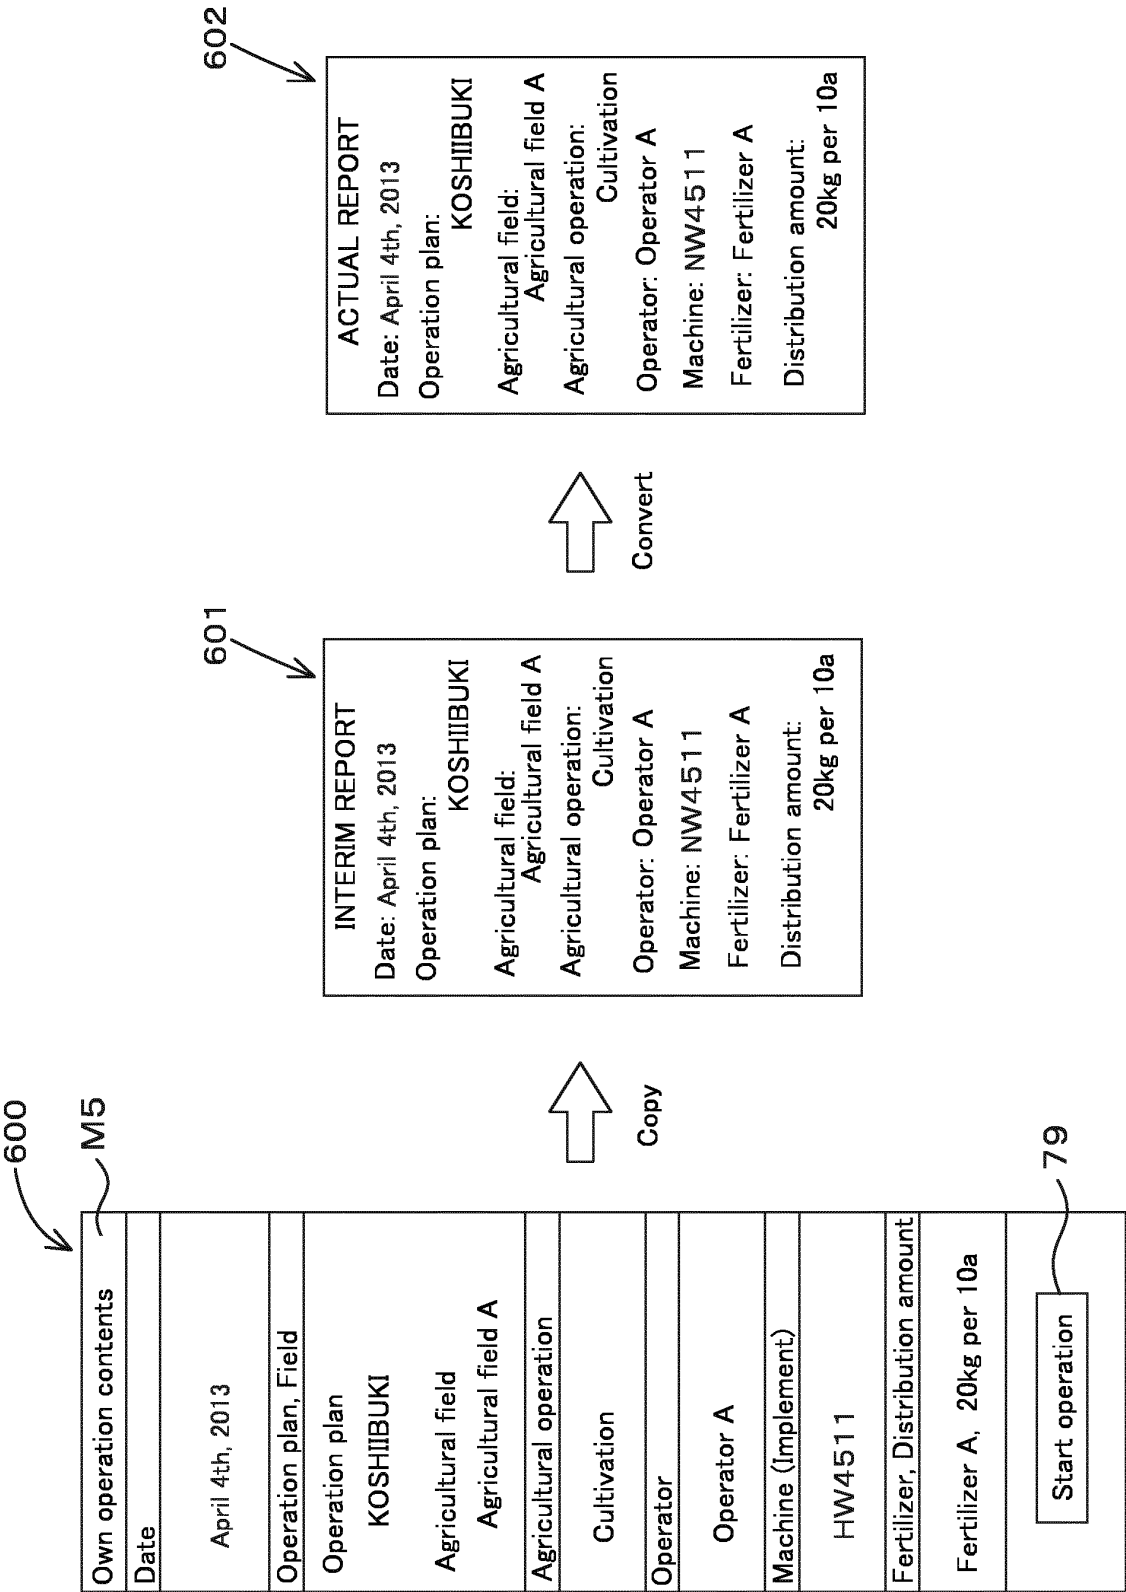 600
M5
Own operation contents
Date
April 4th, 2013
Operation plan, Field
Operation plan
KOSHIIBUKI
Agricultural field
Agricultural field A
Agricultural operation
Cultivation
Operator
Operator A
Machine (Implement)
HW4511
Fertilizer, Distribution amount
Fertilizer A, 20kg per 10a
Start operation
79
Copy
601
INTERIM REPORT
Date: April 4th, 2013
Operation plan:
KOSHIIBUKI
Agricultural field:
Agricultural field A
Agricultural operation:
Cultivation
Operator: Operator A
Machine: NW4511
Fertilizer: Fertilizer A
Distribution amount:
20kg per 10a
Convert
602
ACTUAL REPORT
Date: April 4th, 2013
Operation plan:
KOSHIIBUKI
Agricultural field:
Agricultural field A
Agricultural operation:
Cultivation
Operator: Operator A
Machine: NW4511
Fertilizer: Fertilizer A
Distribution amount:
20kg per 10a